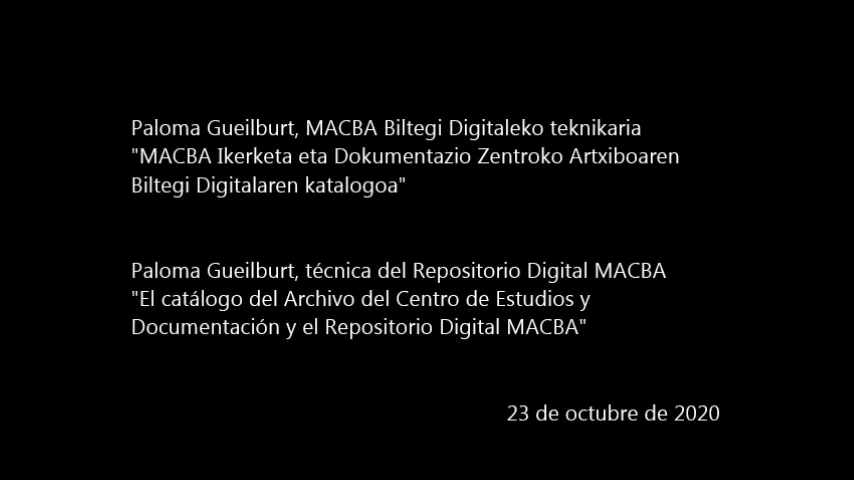 Paloma Gueilburt, MACBA Biltegi Digitaleko teknikaria
"MACBA Ikerketa eta Dokumentazio Zentroko Artxiboaren
Biltegi Digitalaren katalogoa"
Paloma Gueilburt, técnica del Repositorio Digital MACBA
"El catálogo del Archivo del Centro de Estudios y
Documentación y el Repositorio Digital MACBA"
23 de octubre de 2020